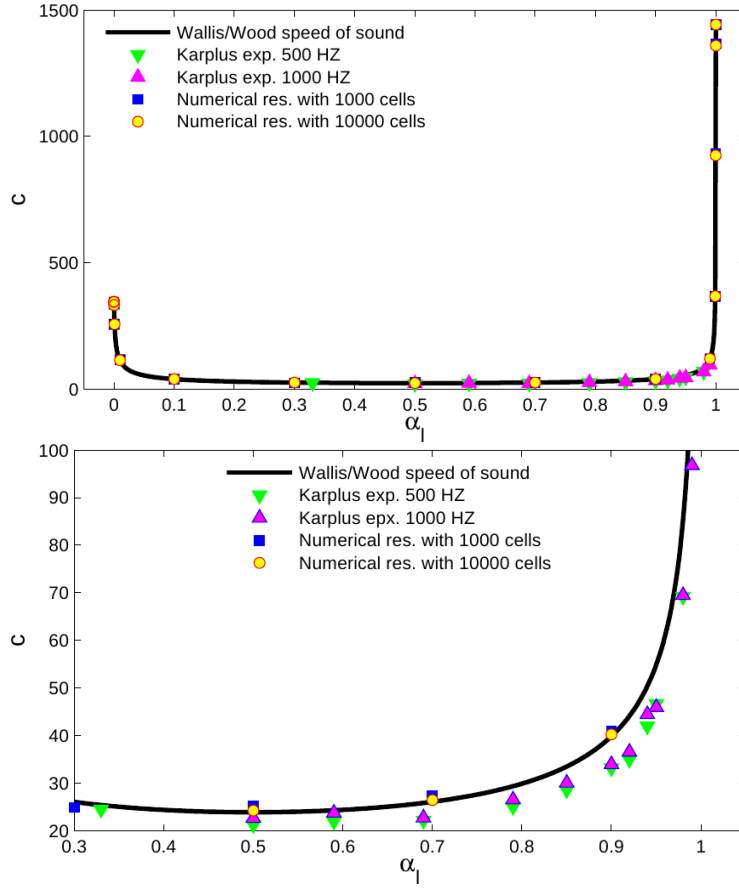 1500
Wallis/Wood speed of sound
Karplus exp. 500 HZ
Karplus exp. 1000 HZ
Numerical res. with 1000 cells
Numerical res. with 10000 cells
1000
c
500
0
0 0.1 0.2 0.3 0.4 0.5 0.6 0.7 0.8 0.9 1
α_l
100
Wallis/Wood speed of sound
90
Karplus exp. 500 HZ
Karplus epx. 1000 HZ
80
Numerical res. with 1000 cells
Numerical res. with 10000 cells
70
60
c
50
40
30
20
0.3 0.4 0.5 0.6 0.7 0.8 0.9 1
α_l